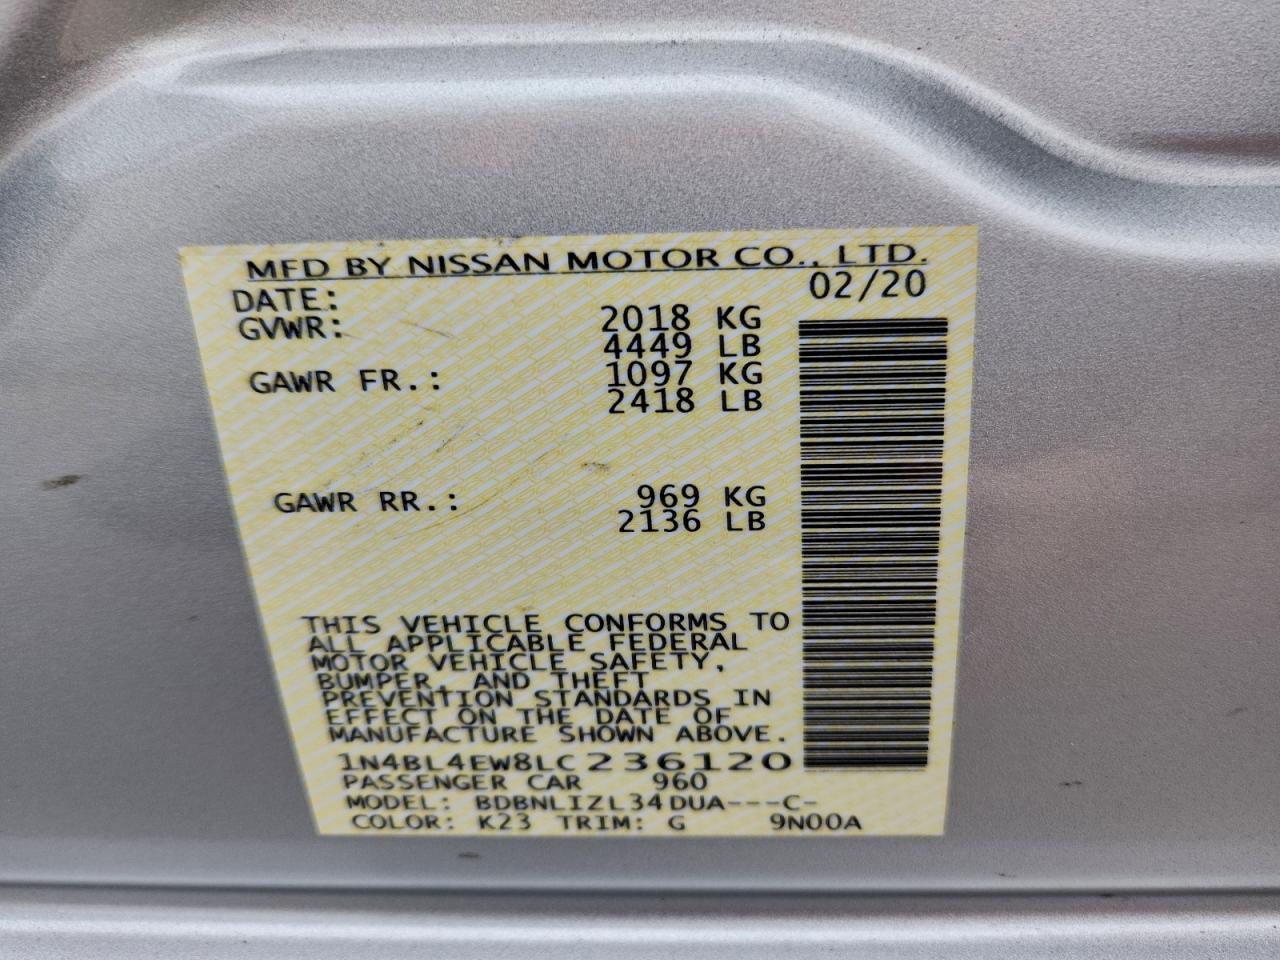 MFD BY NISSAN MOTOR CO., LTD.
DATE: 02/20
GVWR: 2018 KG
4449 LB
GAWR FR.: 1097 KG
2418 LB
GAWR RR.: 969 KG
2136 LB
THIS VEHICLE CONFORMS TO
ALL APPLICABLE FEDERAL
MOTOR VEHICLE SAFETY,
BUMPER, AND THEFT
PREVENTION STANDARDS IN
EFFECT ON THE DATE OF
MANUFACTURE SHOWN ABOVE.
1N4BL4EW8LC236120
PASSENGER CAR 960
MODEL: BDBNLIZL34DUA---C-
COLOR: K23 TRIM: G 9N00A